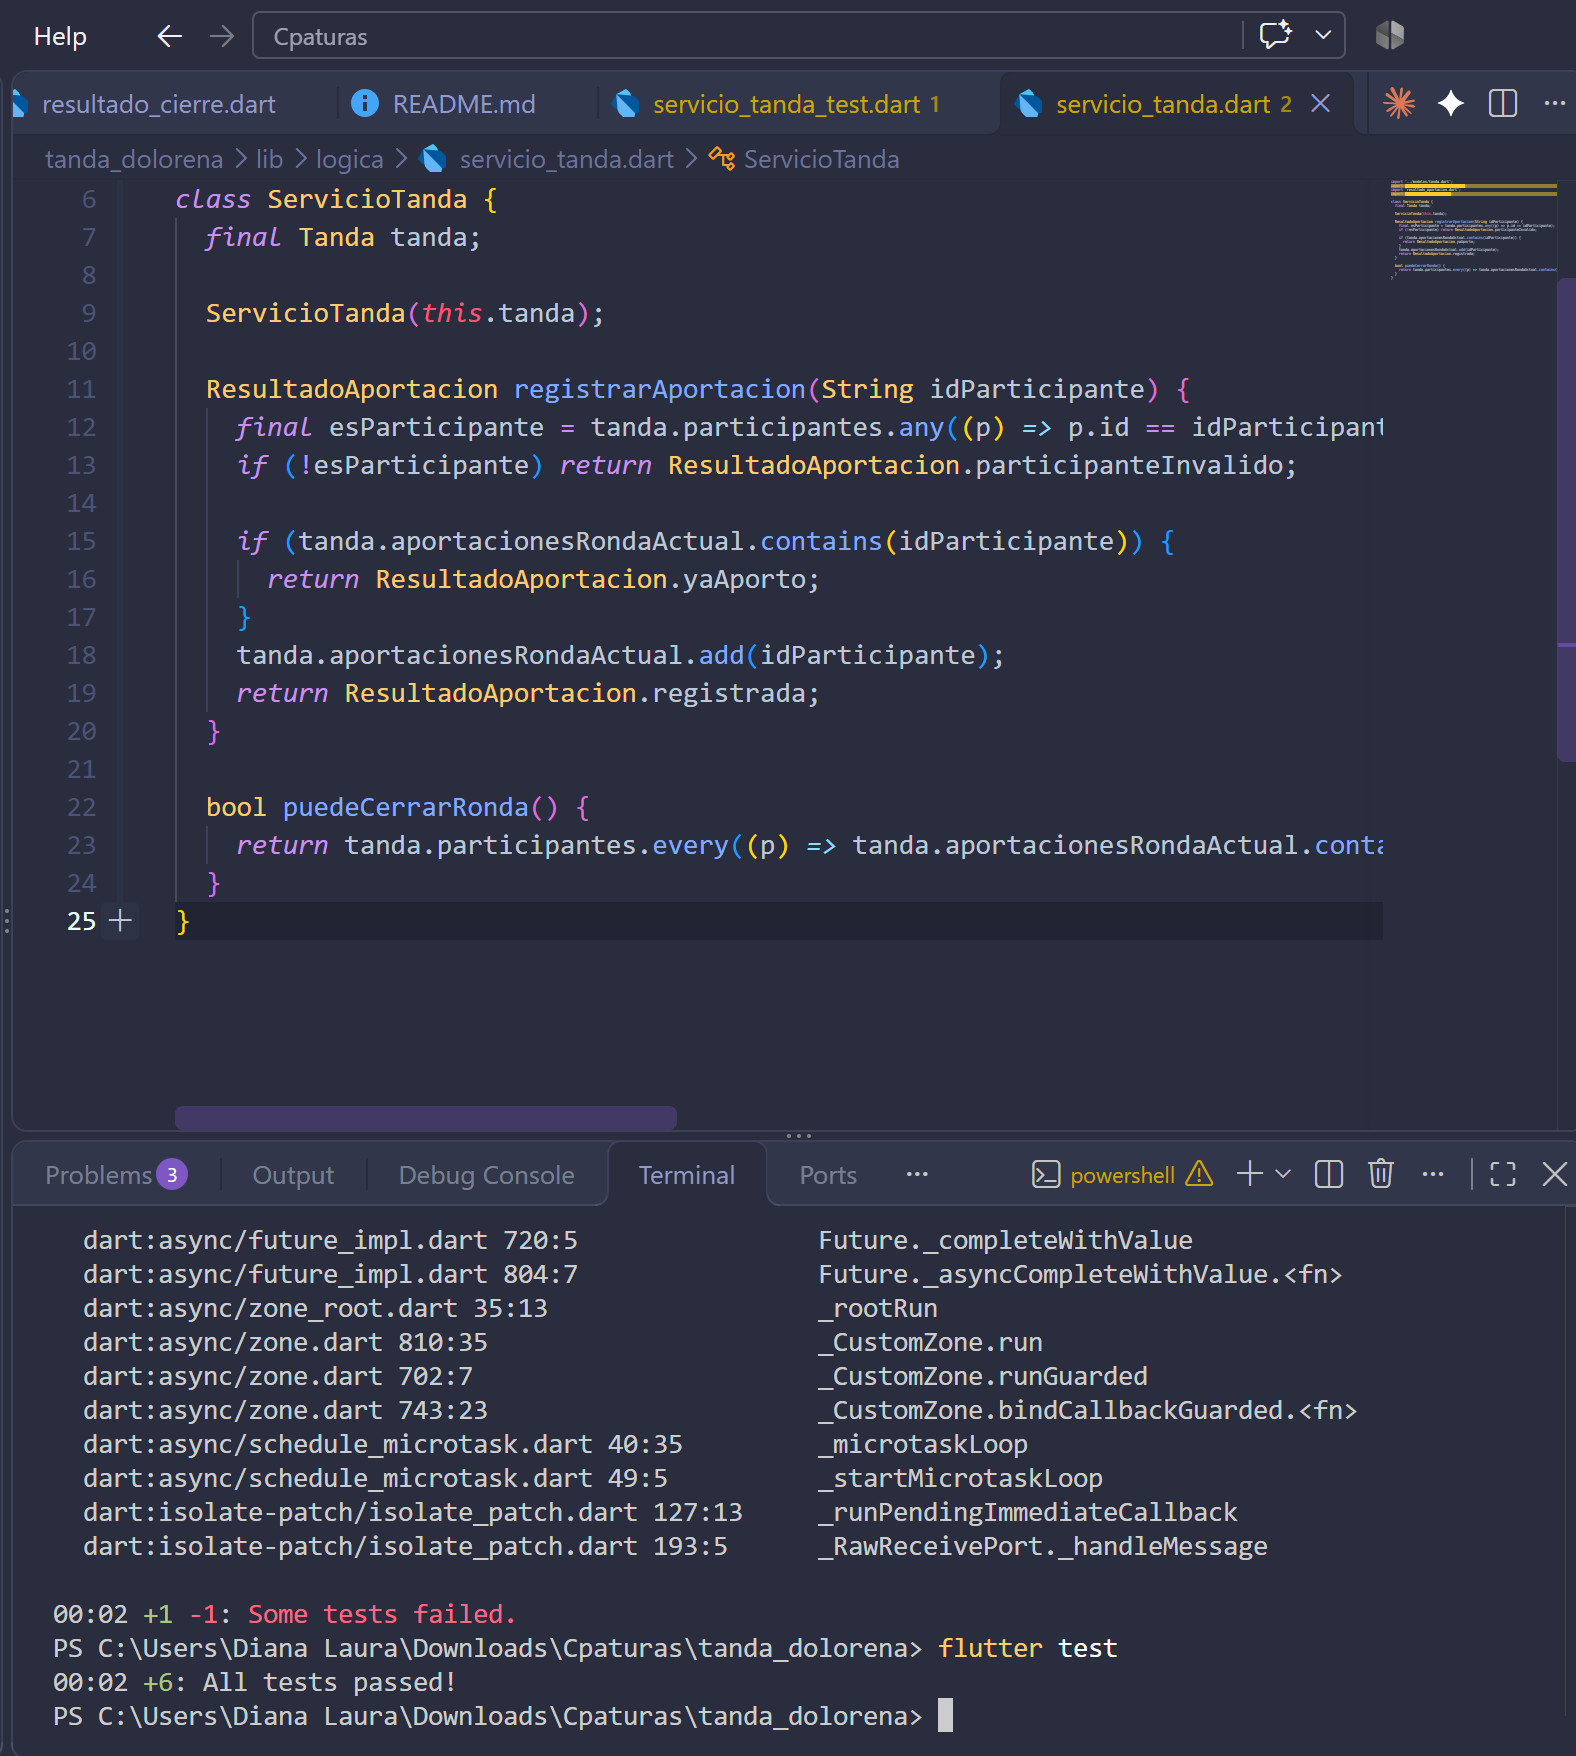 Help
Cpaturas
resultado_cierre.dart
README.md
servicio_tanda_test.dart 1
servicio_tanda.dart 2
tanda_dolorena > lib > logica > servicio_tanda.dart > ServicioTanda
6 class ServicioTanda {
7 final Tanda tanda;
8
9 ServicioTanda(this.tanda);
10
11 ResultadoAportacion registrarAportacion(String idParticipante) {
12 final esParticipante = tanda.participantes.any((p) => p.id == idParticipant
13 if (!esParticipante) return ResultadoAportacion.participanteInvalido;
14
15 if (tanda.aportacionesRondaActual.contains(idParticipante)) {
16 return ResultadoAportacion.yaAporto;
17 }
18 tanda.aportacionesRondaActual.add(idParticipante);
19 return ResultadoAportacion.registrada;
20 }
21
22 bool puedeCerrarRonda() {
23 return tanda.participantes.every((p) => tanda.aportacionesRondaActual.conta
24 }
25 }
Problems 3
Output
Debug Console
Terminal
Ports
powershell
dart:async/future_impl.dart 720:5 Future._completeWithValue
dart:async/future_impl.dart 804:7 Future._asyncCompleteWithValue.<fn>
dart:async/zone_root.dart 35:13 _rootRun
dart:async/zone.dart 810:35 _CustomZone.run
dart:async/zone.dart 702:7 _CustomZone.runGuarded
dart:async/zone.dart 743:23 _CustomZone.bindCallbackGuarded.<fn>
dart:async/schedule_microtask.dart 40:35 _microtaskLoop
dart:async/schedule_microtask.dart 49:5 _startMicrotaskLoop
dart:isolate-patch/isolate_patch.dart 127:13 _runPendingImmediateCallback
dart:isolate-patch/isolate_patch.dart 193:5 _RawReceivePort._handleMessage
00:02 +1 -1: Some tests failed.
PS C:\Users\Diana Laura\Downloads\Cpaturas\tanda_dolorena> flutter test
00:02 +6: All tests passed!
PS C:\Users\Diana Laura\Downloads\Cpaturas\tanda_dolorena>